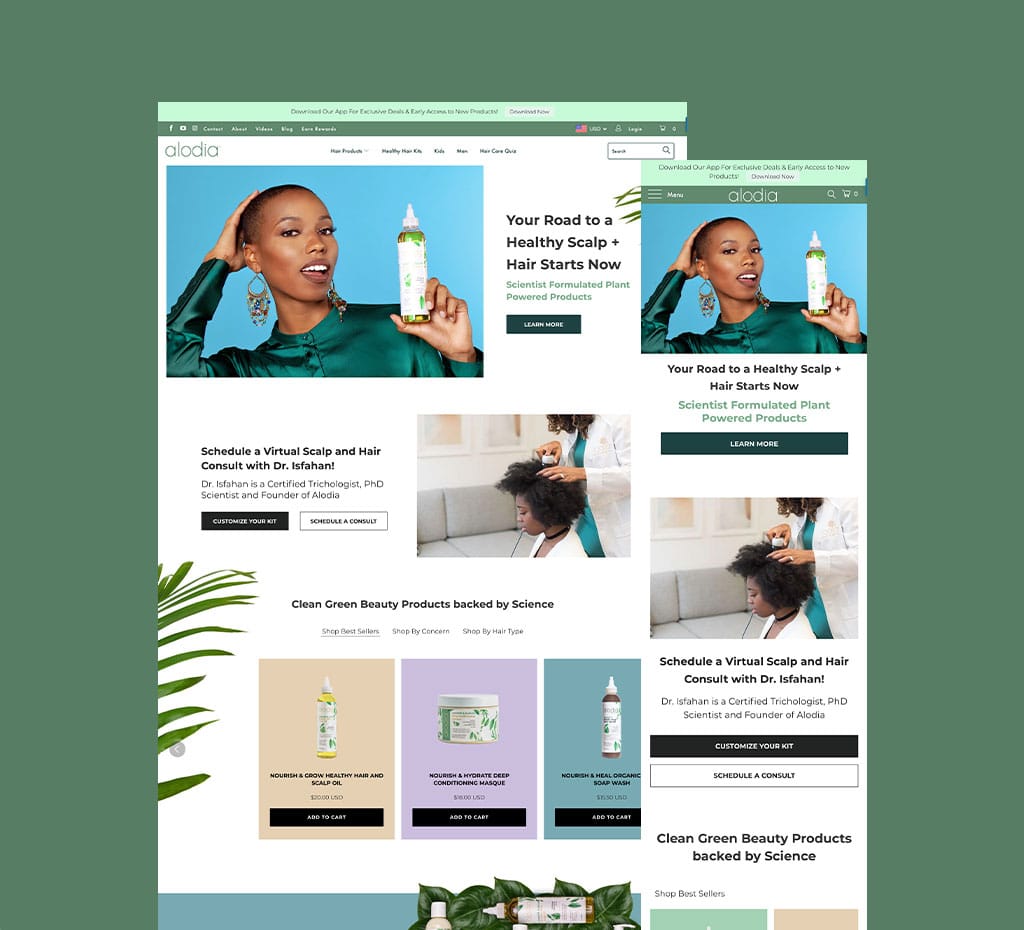 Download Our App For Exclusive Deals & Early Access to New Products! Download Now
Contact About Videos Blog Earn Rewards USD Login 0
alodia
Hair Products Healthy Hair Kits Kids Men Hair Care Quiz Search
Your Road to a
Healthy Scalp +
Hair Starts Now
Scientist Formulated Plant
Powered Products
LEARN MORE
Schedule a Virtual Scalp and Hair
Consult with Dr. Isfahan!
Dr. Isfahan is a Certified Trichologist, PhD
Scientist and Founder of Alodia
CUSTOMIZE YOUR KIT SCHEDULE A CONSULT
Clean Green Beauty Products backed by Science
Shop Best Sellers Shop By Concern Shop By Hair Type
NOURISH & GROW HEALTHY HAIR AND
SCALP OIL
$20.00 USD
ADD TO CART
NOURISH & HYDRATE DEEP
CONDITIONING MASQUE
$18.00 USD
ADD TO CART
NOURISH & HEAL ORGANIC
SOAP WASH
$15.50 USD
ADD TO CART
Download Our App For Exclusive Deals & Early Access to New
Products! Download Now
Menu alodia 0
Your Road to a Healthy Scalp +
Hair Starts Now
Scientist Formulated Plant
Powered Products
LEARN MORE
Schedule a Virtual Scalp and Hair
Consult with Dr. Isfahan!
Dr. Isfahan is a Certified Trichologist, PhD
Scientist and Founder of Alodia
CUSTOMIZE YOUR KIT
SCHEDULE A CONSULT
Clean Green Beauty Products
backed by Science
Shop Best Sellers